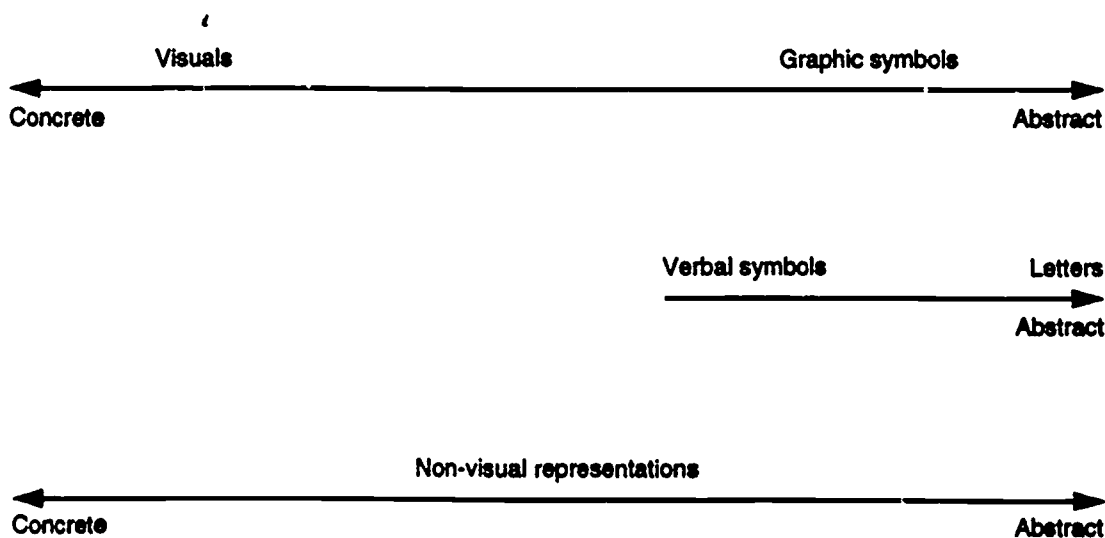 Visuals Graphic symbols
Concrete Abstract
Verbal symbols Letters
Abstract
Non-visual representations
Concrete Abstract